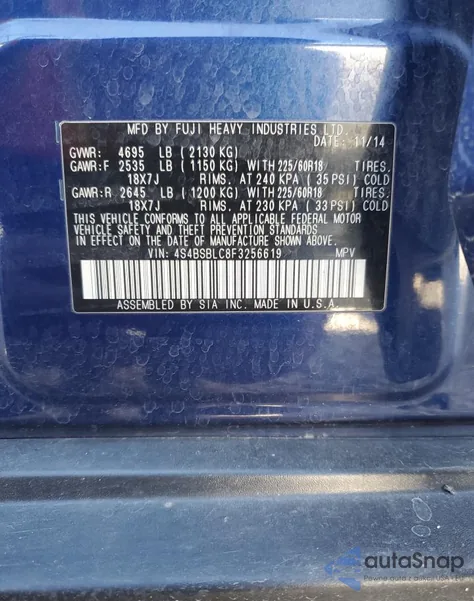 MFD BY FUJI HEAVY INDUSTRIES LTD.
DATE: 11/14
GVWR: 4695 LB (2130 KG)
GAWR:F 2535 LB (1150 KG) WITH 225/60R18 TIRES,
18X7J RIMS, AT 240 KPA (35 PSI) COLD
GAWR:R 2645 LB (1200 KG) WITH 225/60R18 TIRES,
18X7J RIMS, AT 230 KPA (33 PSI) COLD
THIS VEHICLE CONFORMS TO ALL APPLICABLE FEDERAL MOTOR
VEHICLE SAFETY AND THEFT PREVENTION STANDARDS
IN EFFECT ON THE DATE OF MANUFACTURE SHOWN ABOVE.
VIN: 4S4BSBLC8F3256619 MPV
ASSEMBLED BY SIA INC. MADE IN U.S.A.
autoSnap